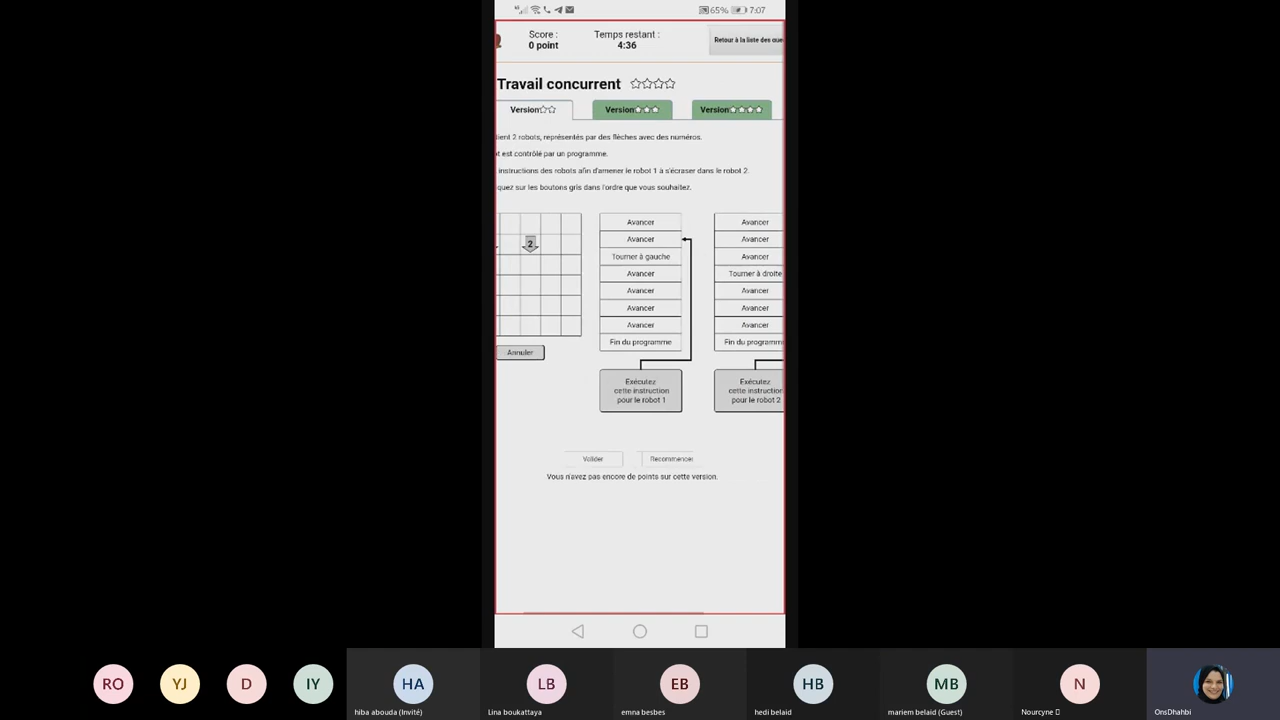 65% 7:07
Score :
0 point
Temps restant :
4:36
Retour à la liste des que
Travail concurrent
Version
Version
Version
tient 2 robots, représentés par des flèches avec des numéros.
ot est contrôlé par un programme.
instructions des robots afin d'amener le robot 1 à s'écraser dans le robot 2.
quez sur les boutons gris dans l'ordre que vous souhaitez.
2
Annuler
Avancer
Avancer
Tourner à gauche
Avancer
Avancer
Avancer
Avancer
Fin du programme
Exécutez
cette instruction
pour le robot 1
Avancer
Avancer
Avancer
Tourner à droite
Avancer
Avancer
Avancer
Fin du programm
Exécutez
cette instruction
pour le robot 2
Valider
Recommencer
Vous n'avez pas encore de points sur cette version.
RO
YJ
D
IY
HA
hiba abouda (Invité)
LB
Lina boukattaya
EB
emna besbes
HB
hedi belaid
MB
mariem belaid (Guest)
N
Nourcyne
OnsDhahbi